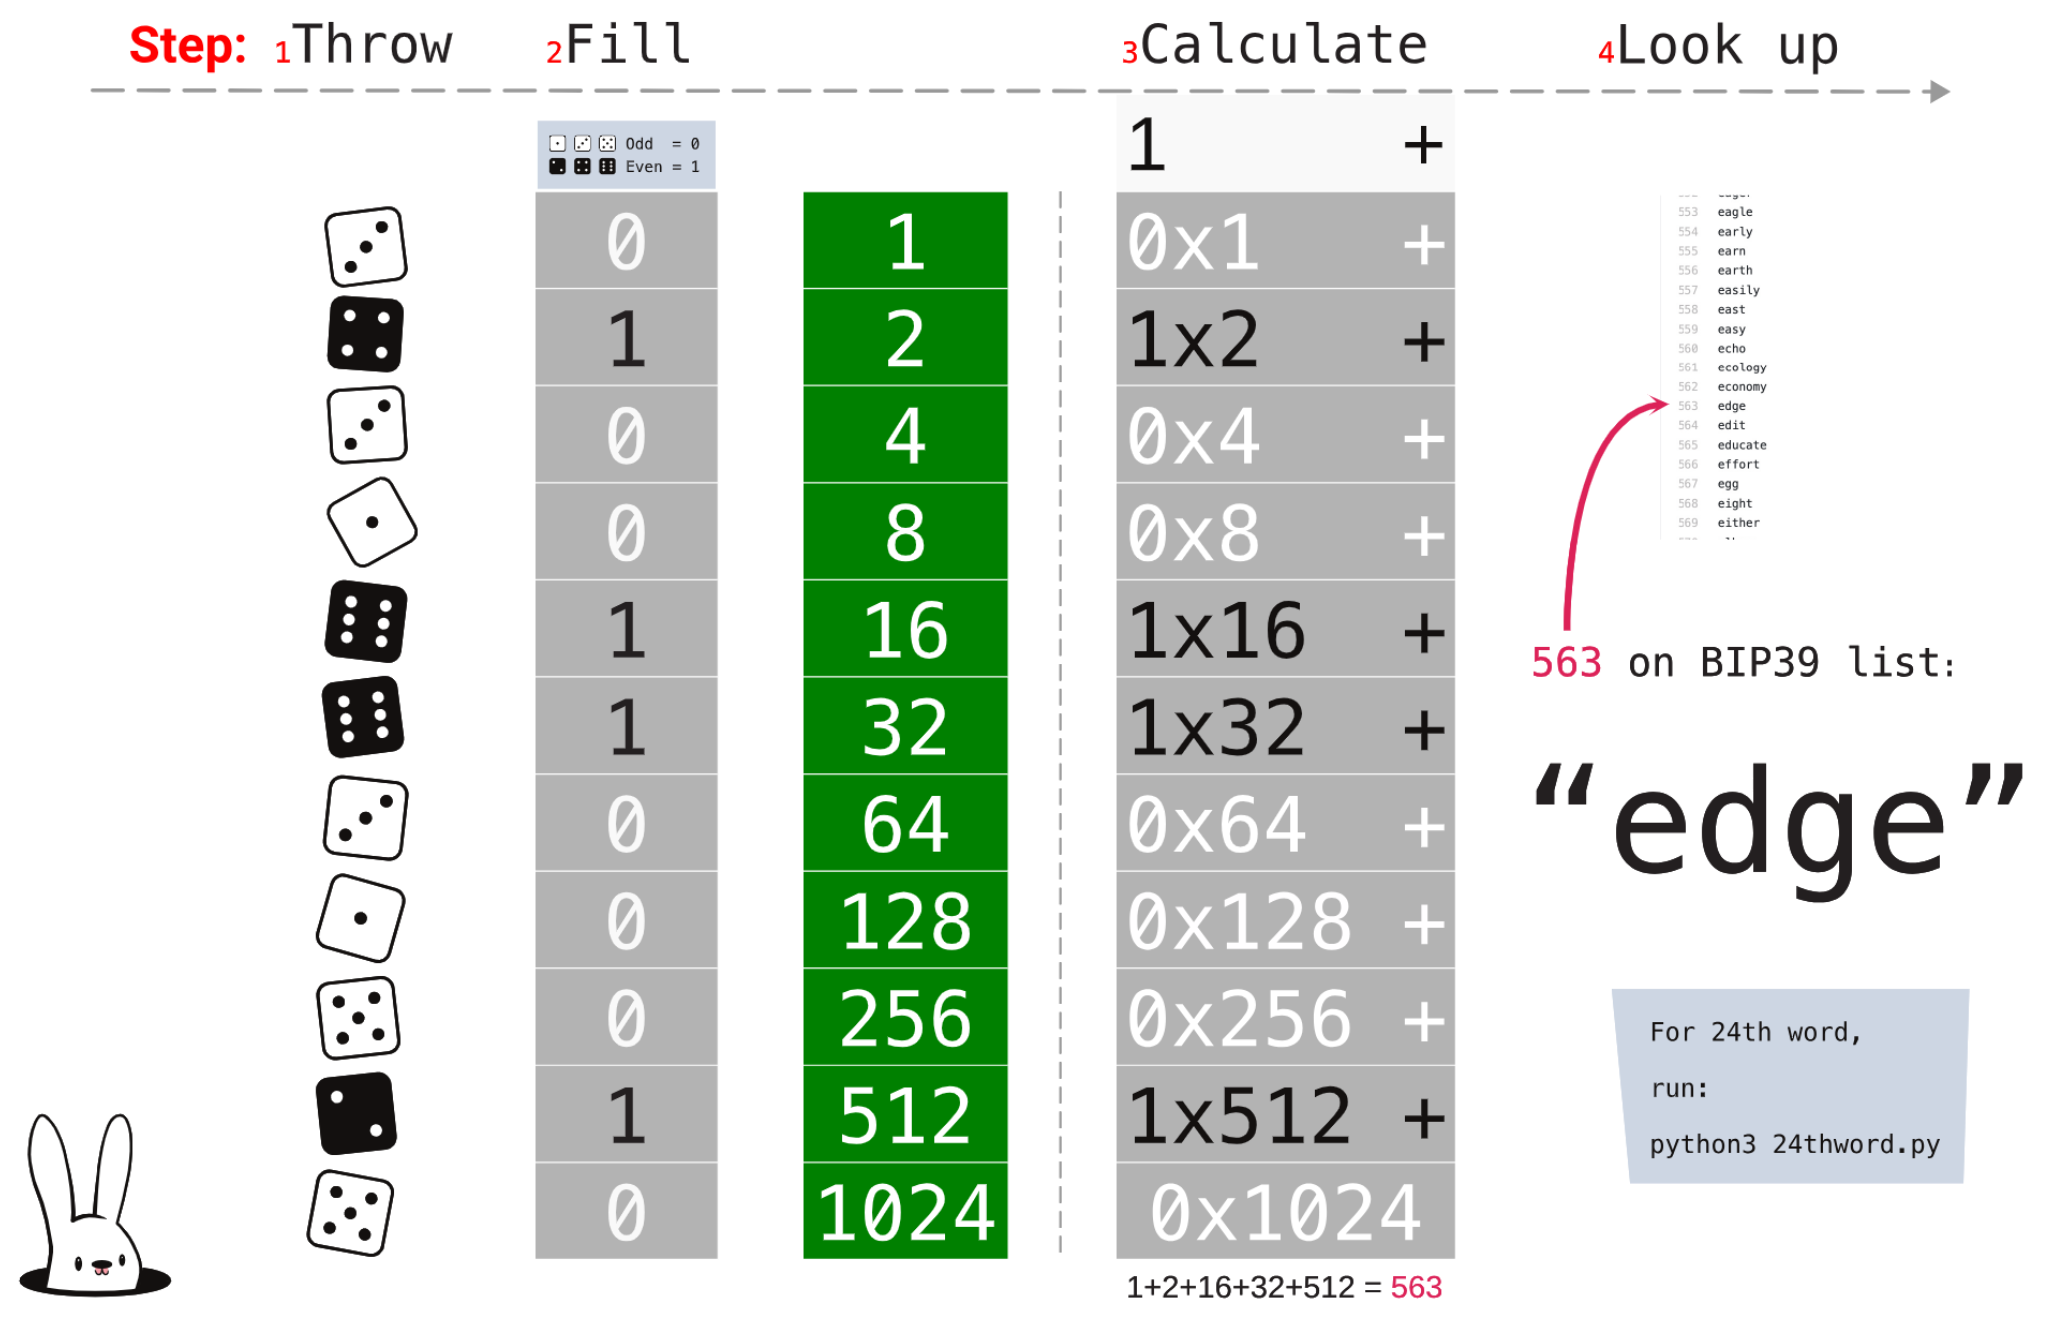 Step: 1Throw 2Fill 3Calculate 4Look up
Odd = 0
Even = 1
1 +
0 1 0x1 +
1 2 1x2 +
0 4 0x4 +
0 8 0x8 +
1 16 1x16 +
1 32 1x32 +
0 64 0x64 +
0 128 0x128 +
0 256 0x256 +
1 512 1x512 +
0 1024 0x1024
1+2+16+32+512 = 563
553 eagle
554 early
555 earn
556 earth
557 easily
558 east
559 easy
560 echo
561 ecology
562 economy
563 edge
564 edit
565 educate
566 effort
567 egg
568 eight
569 either
563 on BIP39 list:
“edge”
For 24th word,
run:
python3 24thword.py